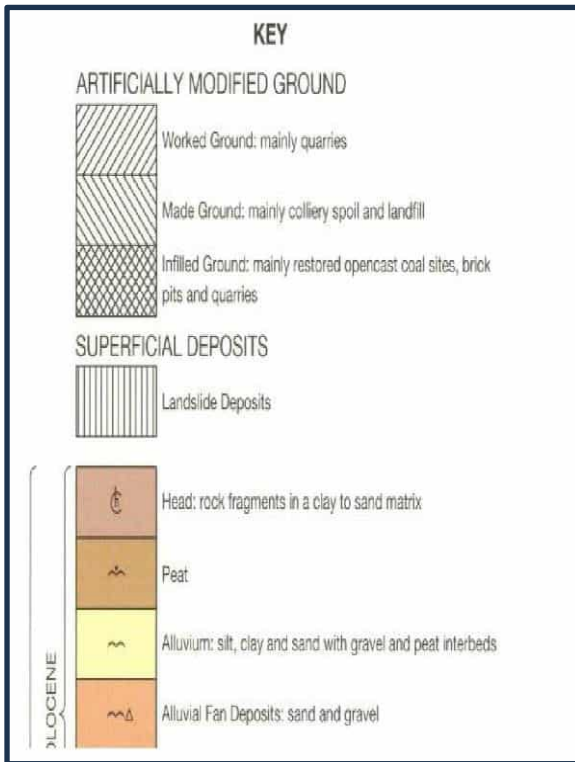 KEY
ARTIFICIALLY MODIFIED GROUND
Worked Ground: mainly quarries
Made Ground: mainly colliery spoil and landfill
Infilled Ground: mainly restored opencast coal sites, brick
pits and quarries
SUPERFICIAL DEPOSITS
Landslide Deposits
Head: rock fragments in a clay to sand matrix
Peat
Alluvium: silt, clay and sand with gravel and peat interbeds
Alluvial Fan Deposits: sand and gravel
OLOCENE